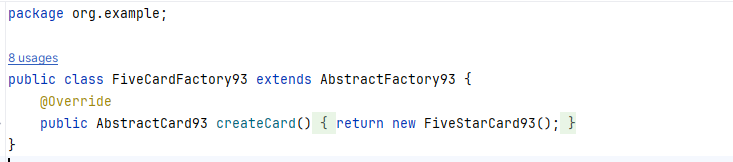 package org.example;
8 usages
public class FiveCardFactory93 extends AbstractFactory93 {
@Override
public AbstractCard93 createCard() { return new FiveStarCard93(); }
}